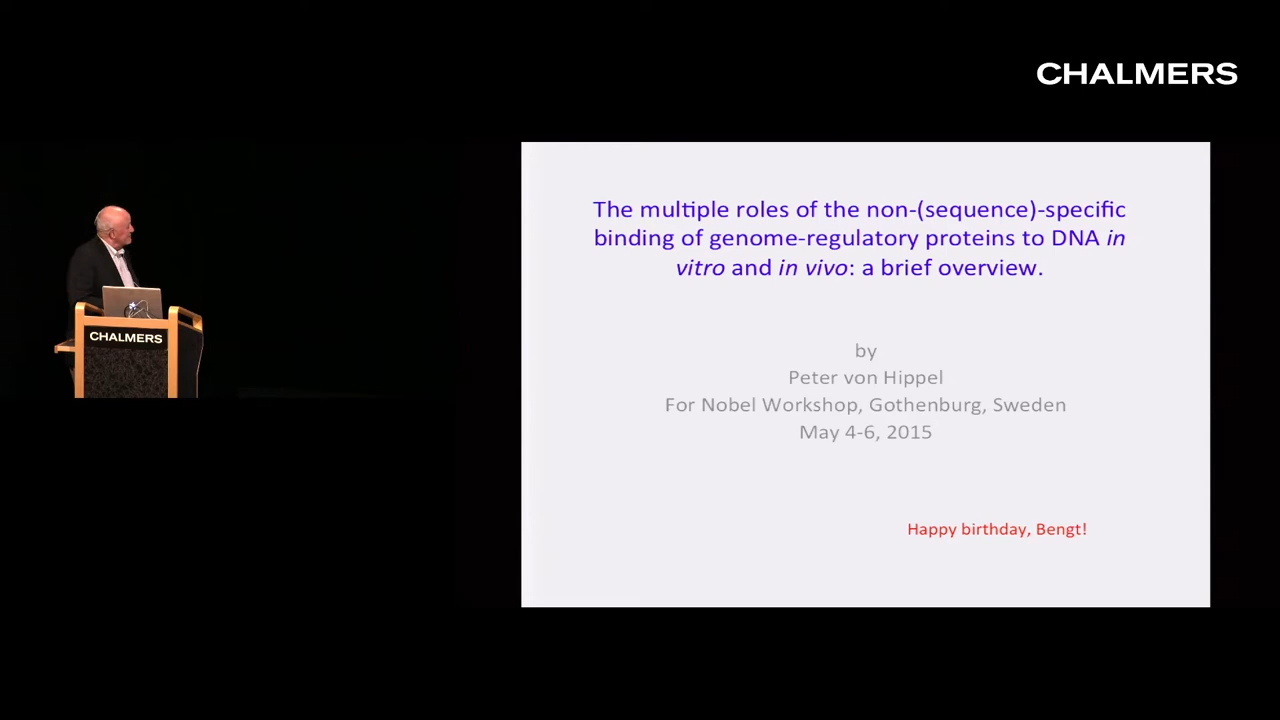 CHALMERS
The multiple roles of the non-(sequence)-specific
binding of genome-regulatory proteins to DNA in
vitro and in vivo: a brief overview.
by
Peter von Hippel
For Nobel Workshop, Gothenburg, Sweden
May 4-6, 2015
Happy birthday, Bengt!
CHALMERS